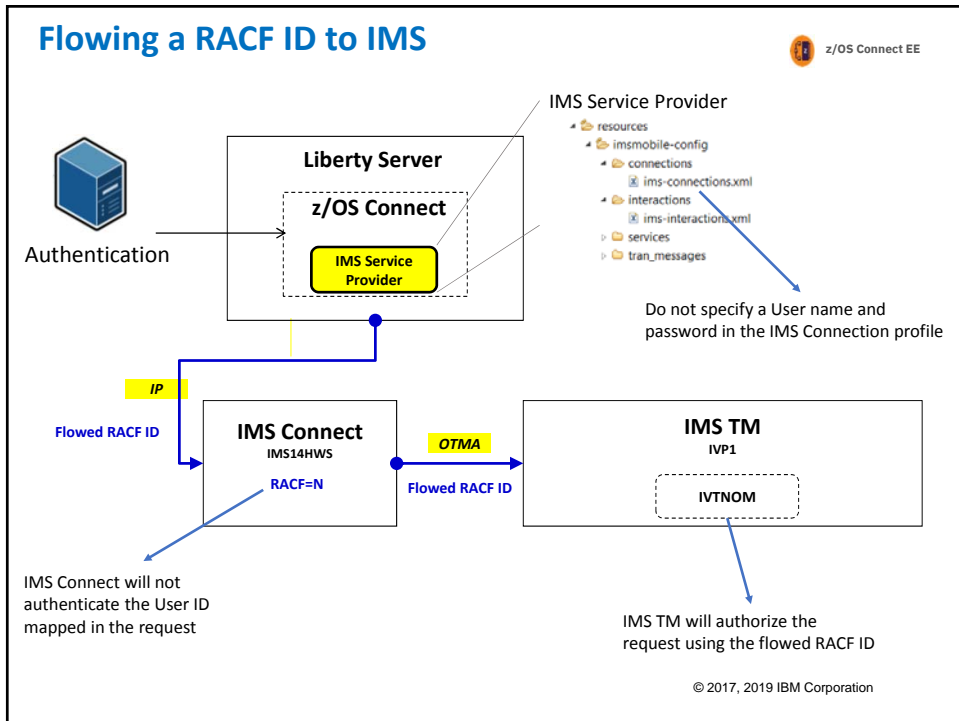 Flowing a RACF ID to IMS
z/OS Connect EE
IMS Service Provider
resources
imsmobile-config
connections
ims-connections.xml
interactions
ims-interactions.xml
services
tran_messages
Liberty Server
z/OS Connect
IMS Service
Provider
Authentication
Do not specify a User name and
password in the IMS Connection profile
IP
Flowed RACF ID
IMS Connect
IMS14HWS
RACF=N
OTMA
Flowed RACF ID
IMS TM
IVP1
IVTNOM
IMS Connect will not
authenticate the User ID
mapped in the request
IMS TM will authorize the
request using the flowed RACF ID
© 2017, 2019 IBM Corporation